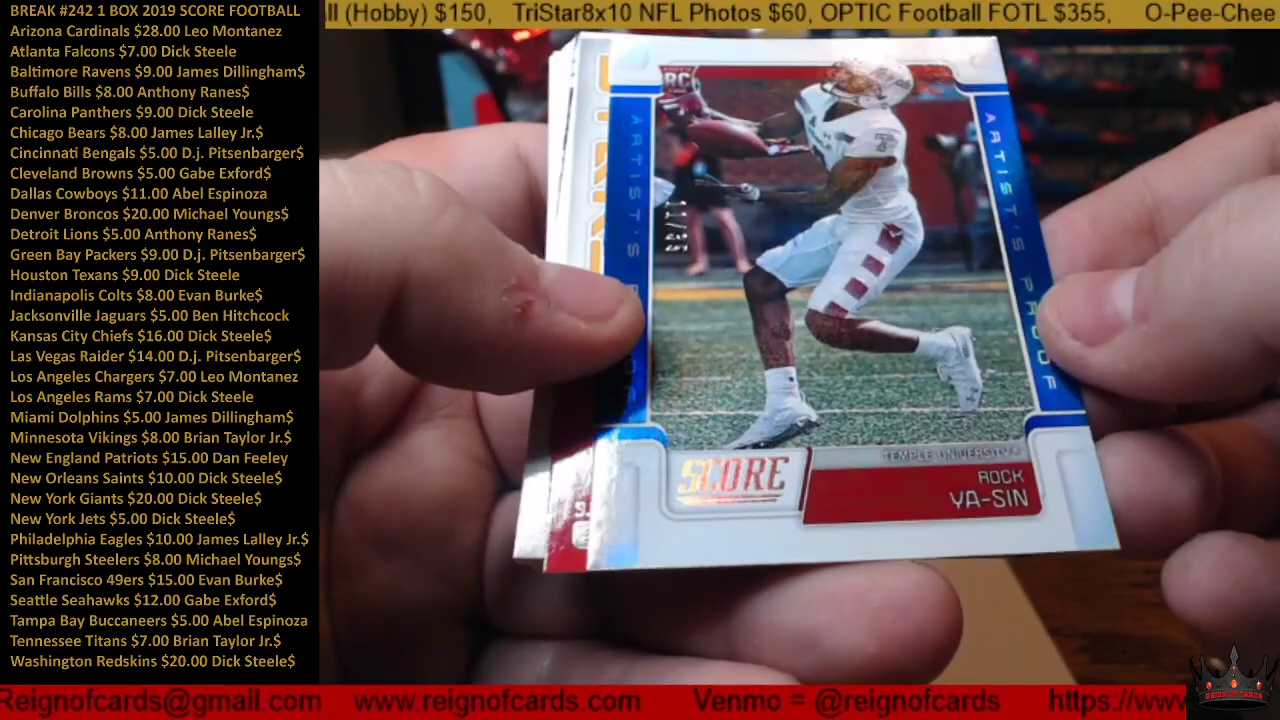 BREAK #242 1 BOX 2019 SCORE FOOTBALL
Arizona Cardinals $28.00 Leo Montanez
Atlanta Falcons $7.00 Dick Steele
Baltimore Ravens $9.00 James Dillingham$
Buffalo Bills $8.00 Anthony Ranes$
Carolina Panthers $9.00 Dick Steele
Chicago Bears $8.00 James Lalley Jr.$
Cincinnati Bengals $5.00 D.j. Pitsenbarger$
Cleveland Browns $5.00 Gabe Exford$
Dallas Cowboys $11.00 Abel Espinoza
Denver Broncos $20.00 Michael Youngs$
Detroit Lions $5.00 Anthony Ranes$
Green Bay Packers $9.00 D.j. Pitsenbarger$
Houston Texans $9.00 Dick Steele
Indianapolis Colts $8.00 Evan Burke$
Jacksonville Jaguars $5.00 Ben Hitchcock
Kansas City Chiefs $16.00 Dick Steele$
Las Vegas Raider $14.00 D.j. Pitsenbarger$
Los Angeles Chargers $7.00 Leo Montanez
Los Angeles Rams $7.00 Dick Steele
Miami Dolphins $5.00 James Dillingham$
Minnesota Vikings $8.00 Brian Taylor Jr.$
New England Patriots $15.00 Dan Feeley
New Orleans Saints $10.00 Dick Steele$
New York Giants $20.00 Dick Steele$
New York Jets $5.00 Dick Steele$
Philadelphia Eagles $10.00 James Lalley Jr.$
Pittsburgh Steelers $8.00 Michael Youngs$
San Francisco 49ers $15.00 Evan Burke$
Seattle Seahawks $12.00 Gabe Exford$
Tampa Bay Buccaneers $5.00 Abel Espinoza
Tennessee Titans $7.00 Brian Taylor Jr.$
Washington Redskins $20.00 Dick Steele$
ll (Hobby) $150, TriStar8x10 NFL Photos $60, OPTIC Football FOTL $355, O-Pee-Chee
RC
ARTIST'S
ARTIST'S PROOF
11/35
SCORE
TEMPLE UNIVERSITY
ROCK
YA-SIN
Reignofcards@gmail.com www.reignofcards.com Venmo = @reignofcards https://www
REIGN OF CARDS